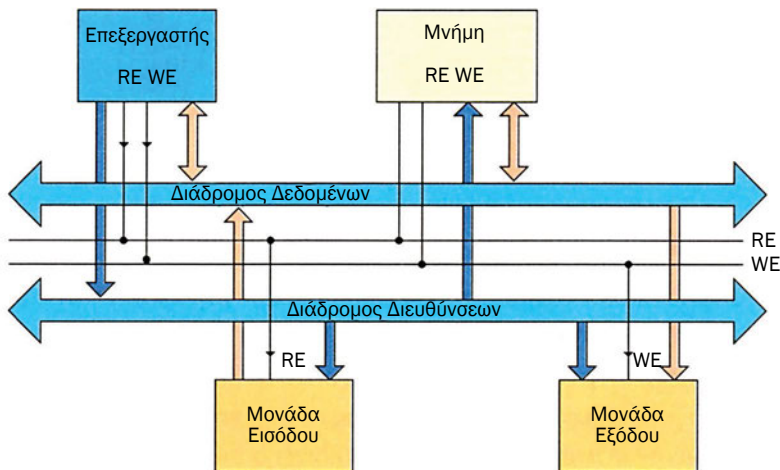 Επεξεργαστής
RE WE
Μνήμη
RE WE
Διάδρομος Δεδομένων
RE
WE
Διάδρομος Διευθύνσεων
RE
WE
Μονάδα
Εισόδου
Μονάδα
Εξόδου